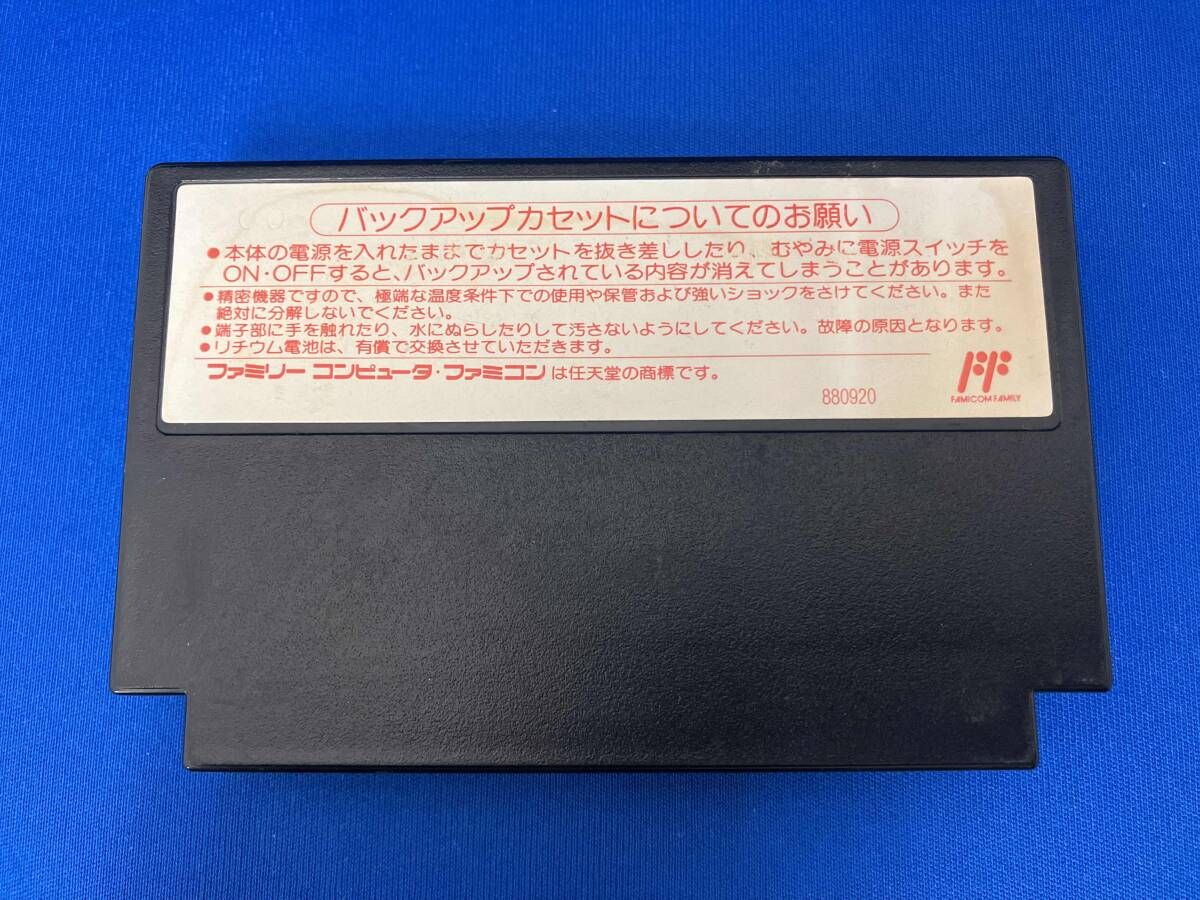 バックアップカセットについてのお願い
●本体の電源を入れたままでカセットを抜き差ししたり、むやみに電源スイッチを
ON・OFFすると、バックアップされている内容が消えてしまうことがあります。
●精密機器ですので、極端な温度条件下での使用や保管および強いショックをさけてください。また
絶対に分解しないでください。
●端子部に手を触れたり、水にぬらしたりして汚さないようにしてください。故障の原因となります。
●リチウム電池は、有償で交換させていただきます。
ファミリー コンピュータ・ファミコンは任天堂の商標です。
880920
FAMICOM FAMILY